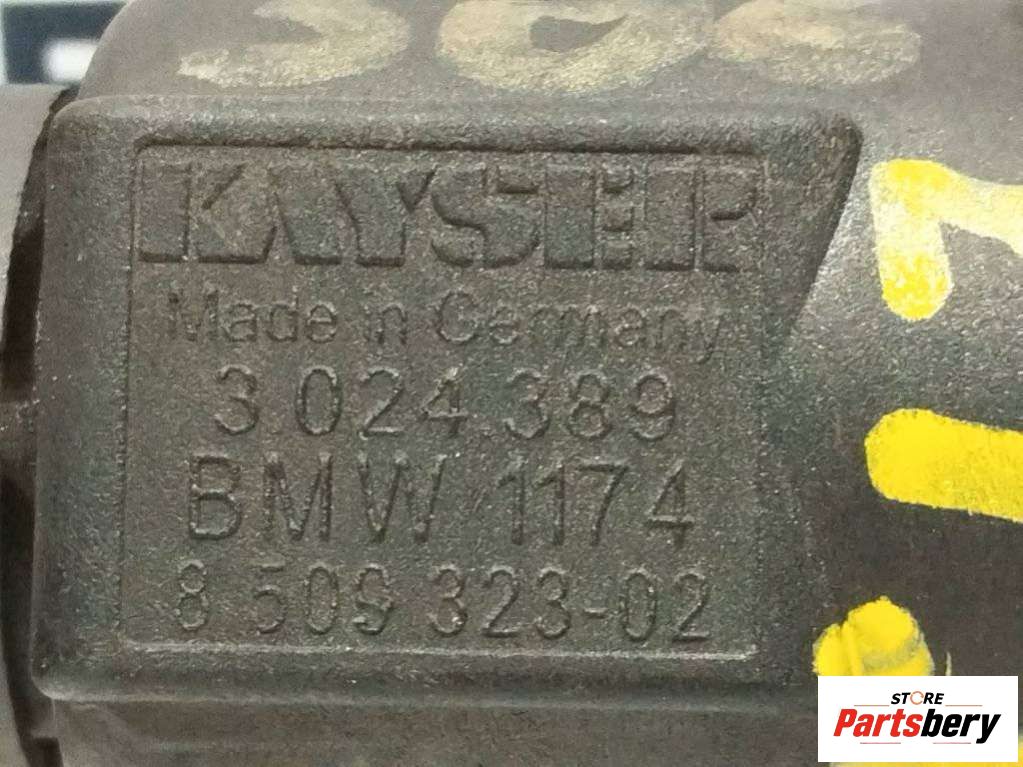 KAYSER
Made in Germany
3.024.389
BMW 1174
8 509 323-02
STORE
Partsbery